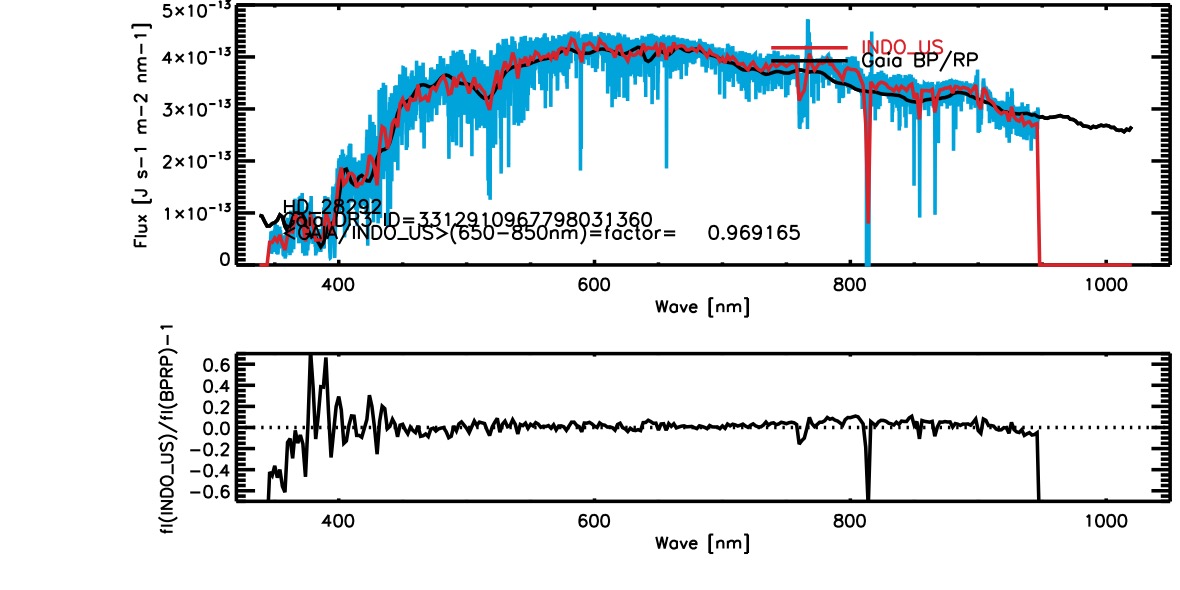 5×10⁻¹³
4×10⁻¹³
3×10⁻¹³
2×10⁻¹³
1×10⁻¹³
0
Flux [J s−1 m−2 nm−1]
INDO_US
Gaia BP/RP
HD_28292
Gaia DR3 ID=3312910967798031360
<GAIA/INDO_US>(650−850nm)=factor= 0.969165
400 600 800 1000
Wave [nm]
fl(INDO_US)/fl(BPRP)−1
0.6
0.4
0.2
0.0
−0.2
−0.4
−0.6
400 600 800 1000
Wave [nm]